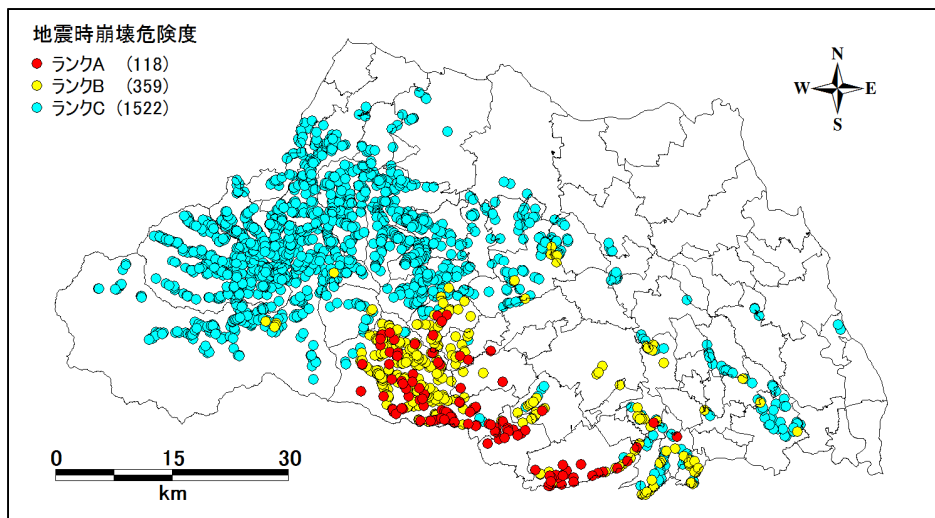 地震時崩壊危険度
ランクA (118)
ランクB (359)
ランクC (1522)
N
W E
S
0 15 30
km